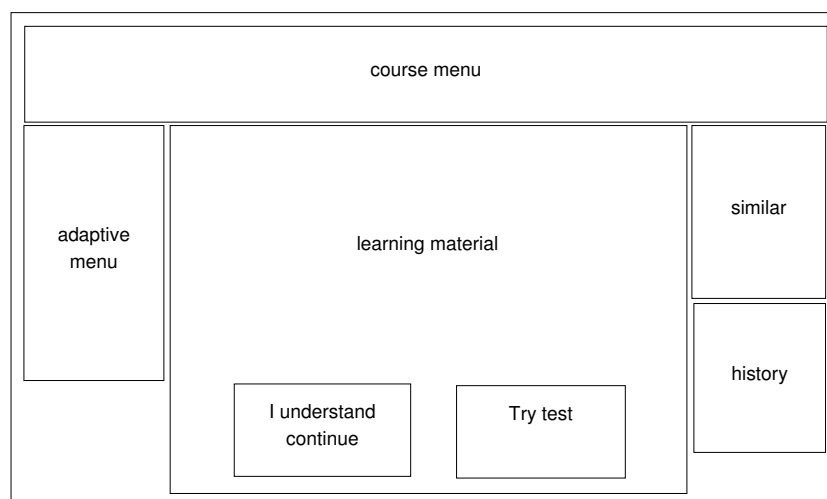 course menu
adaptive
menu
learning material
similar
history
I understand
continue
Try test